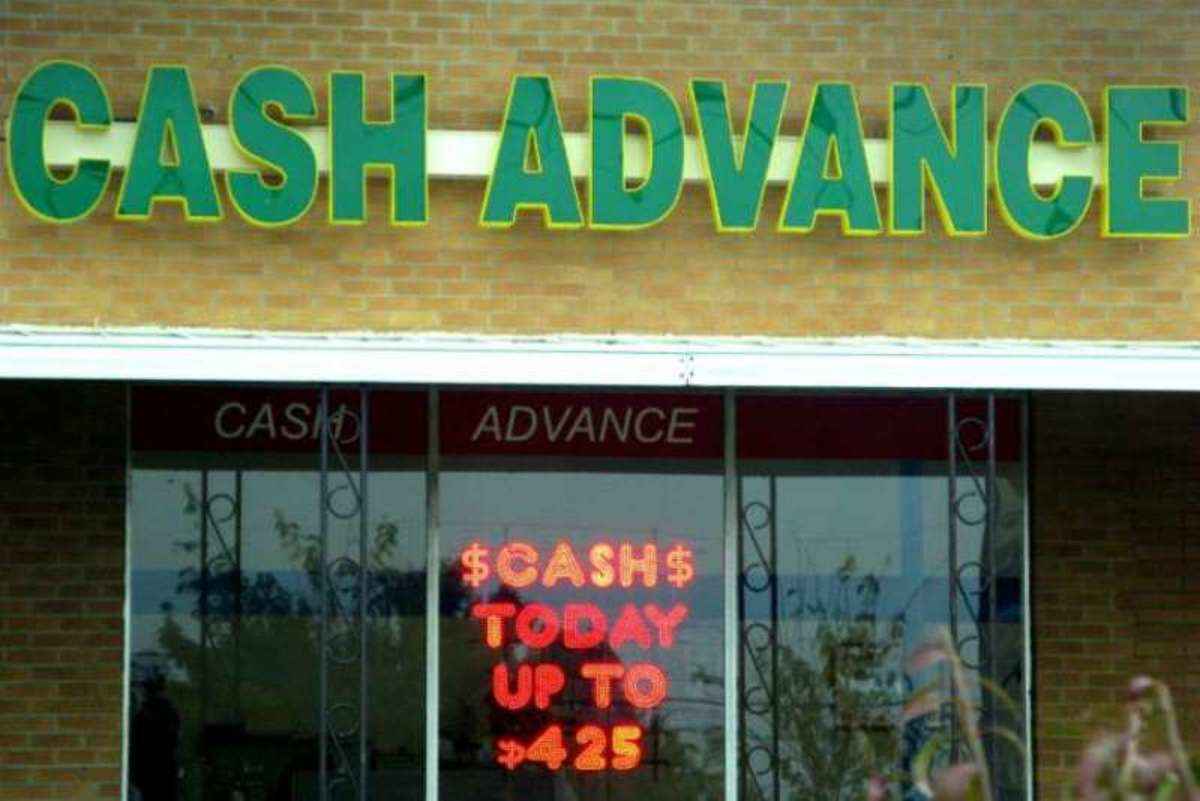 CASH ADVANCE
CASH ADVANCE
$CASH$
TODAY
UP TO
$425